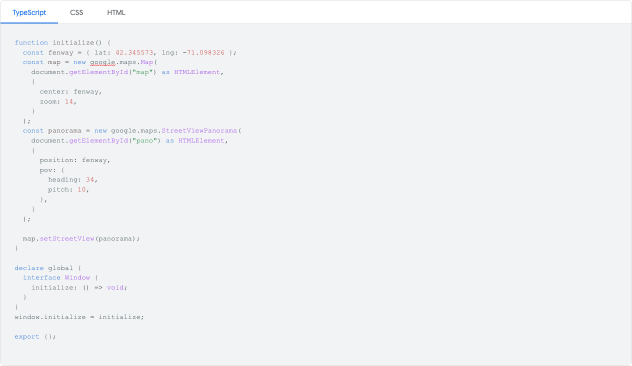 TypeScript CSS HTML
function initialize() {
  const fenway = { lat: 42.345573, lng: -71.098326 };
  const map = new google.maps.Map(
    document.getElementById("map") as HTMLElement,
    {
      center: fenway,
      zoom: 14,
    }
  );
  const panorama = new google.maps.StreetViewPanorama(
    document.getElementById("pano") as HTMLElement,
    {
      position: fenway,
      pov: {
        heading: 34,
        pitch: 10,
      },
    }
  );

  map.setStreetView(panorama);
}

declare global {
  interface Window {
    initialize: () => void;
  }
}
window.initialize = initialize;

export {};